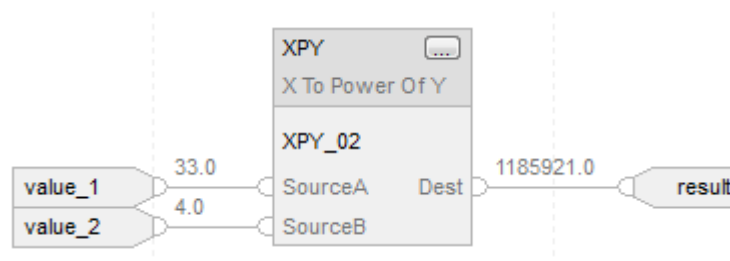 XPY ...
X To Power Of Y
XPY_02
33.0
1185921.0
value_1
SourceA Dest
result
4.0
value_2
SourceB